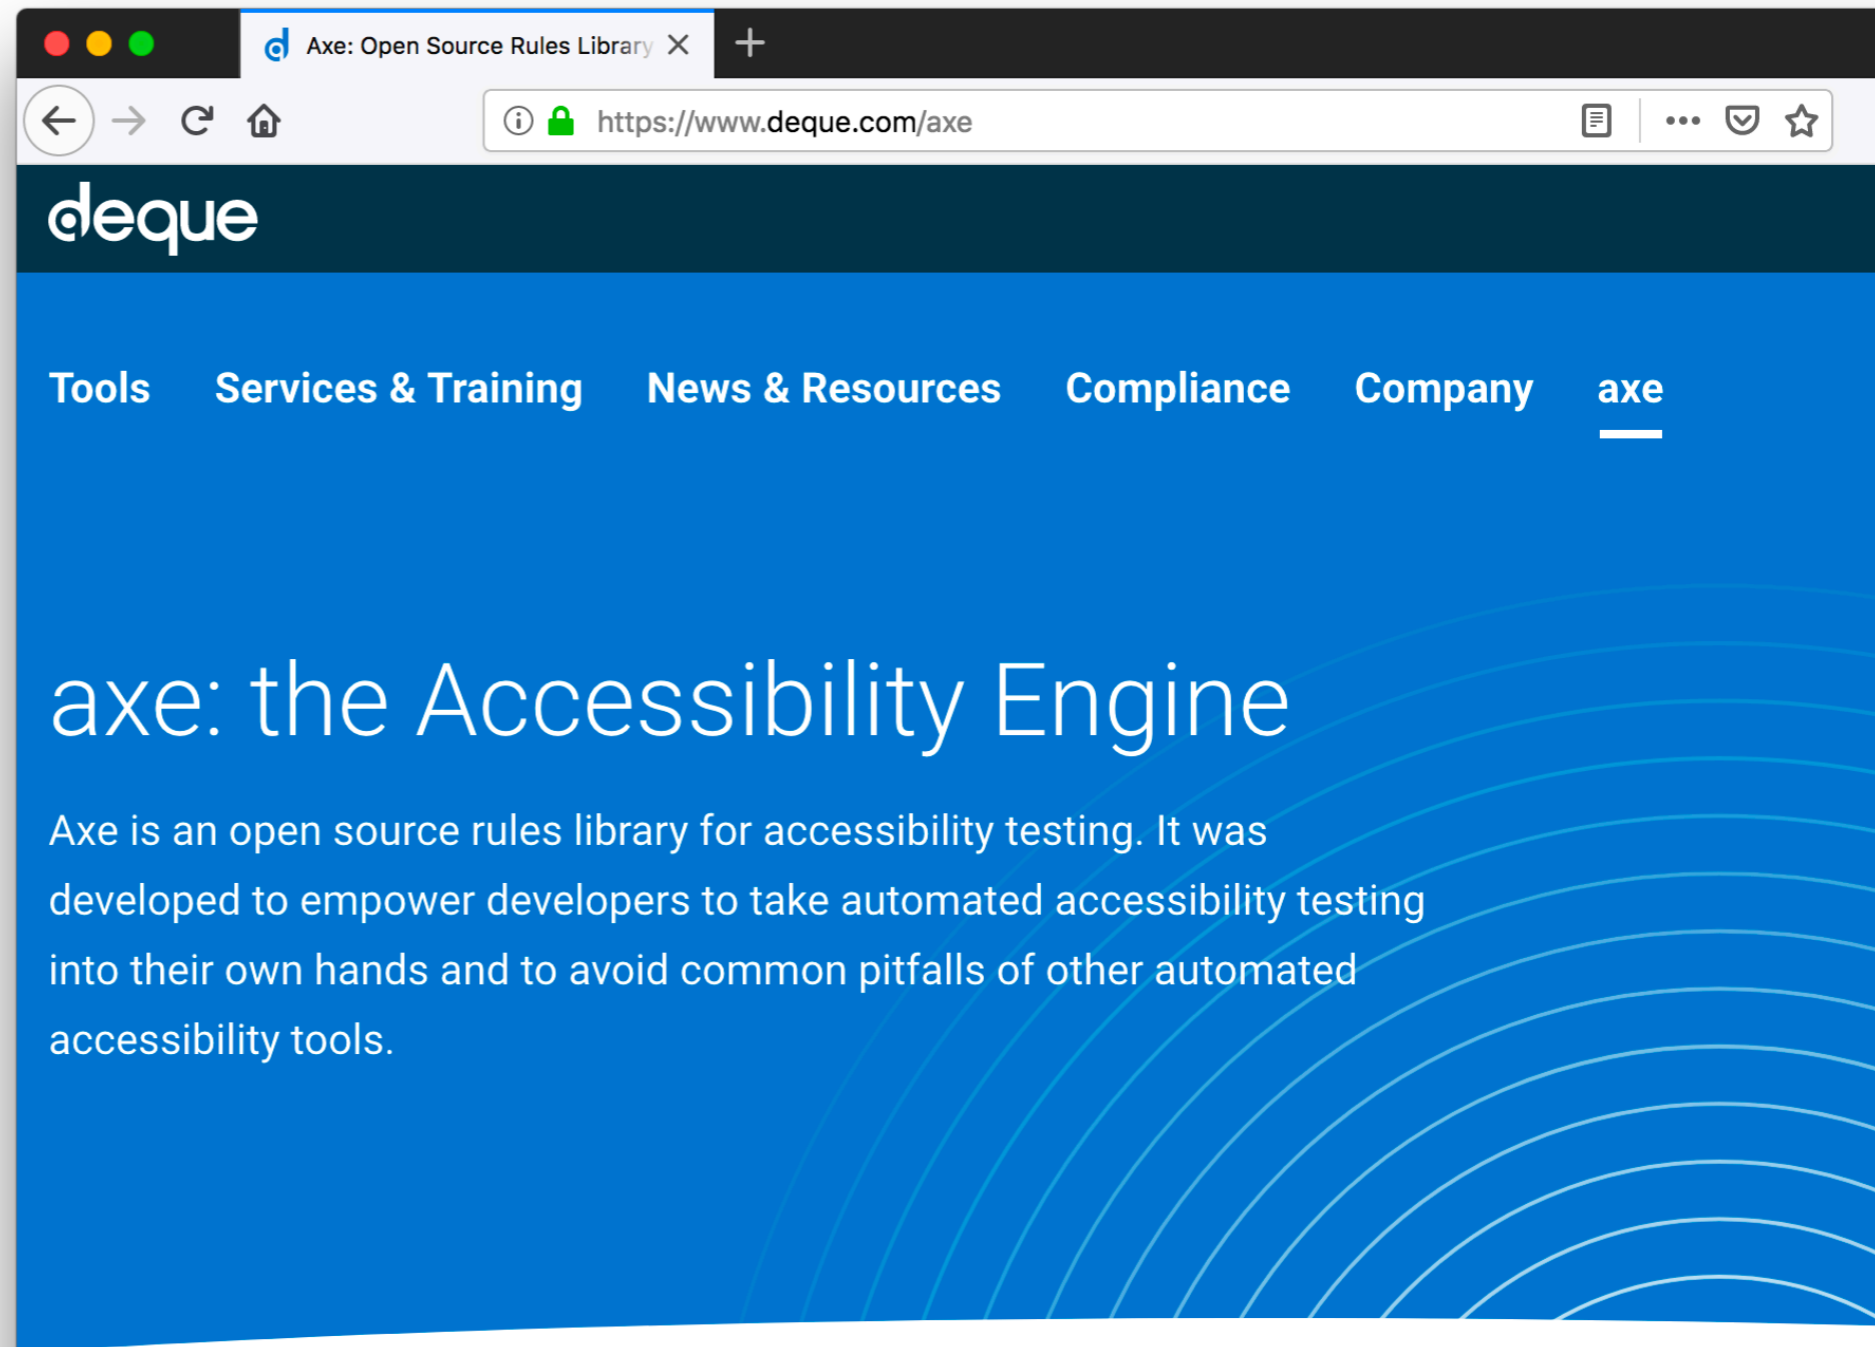 Axe: Open Source Rules Library
https://www.deque.com/axe
deque
Tools Services & Training News & Resources Compliance Company axe
axe: the Accessibility Engine
Axe is an open source rules library for accessibility testing. It was
developed to empower developers to take automated accessibility testing
into their own hands and to avoid common pitfalls of other automated
accessibility tools.